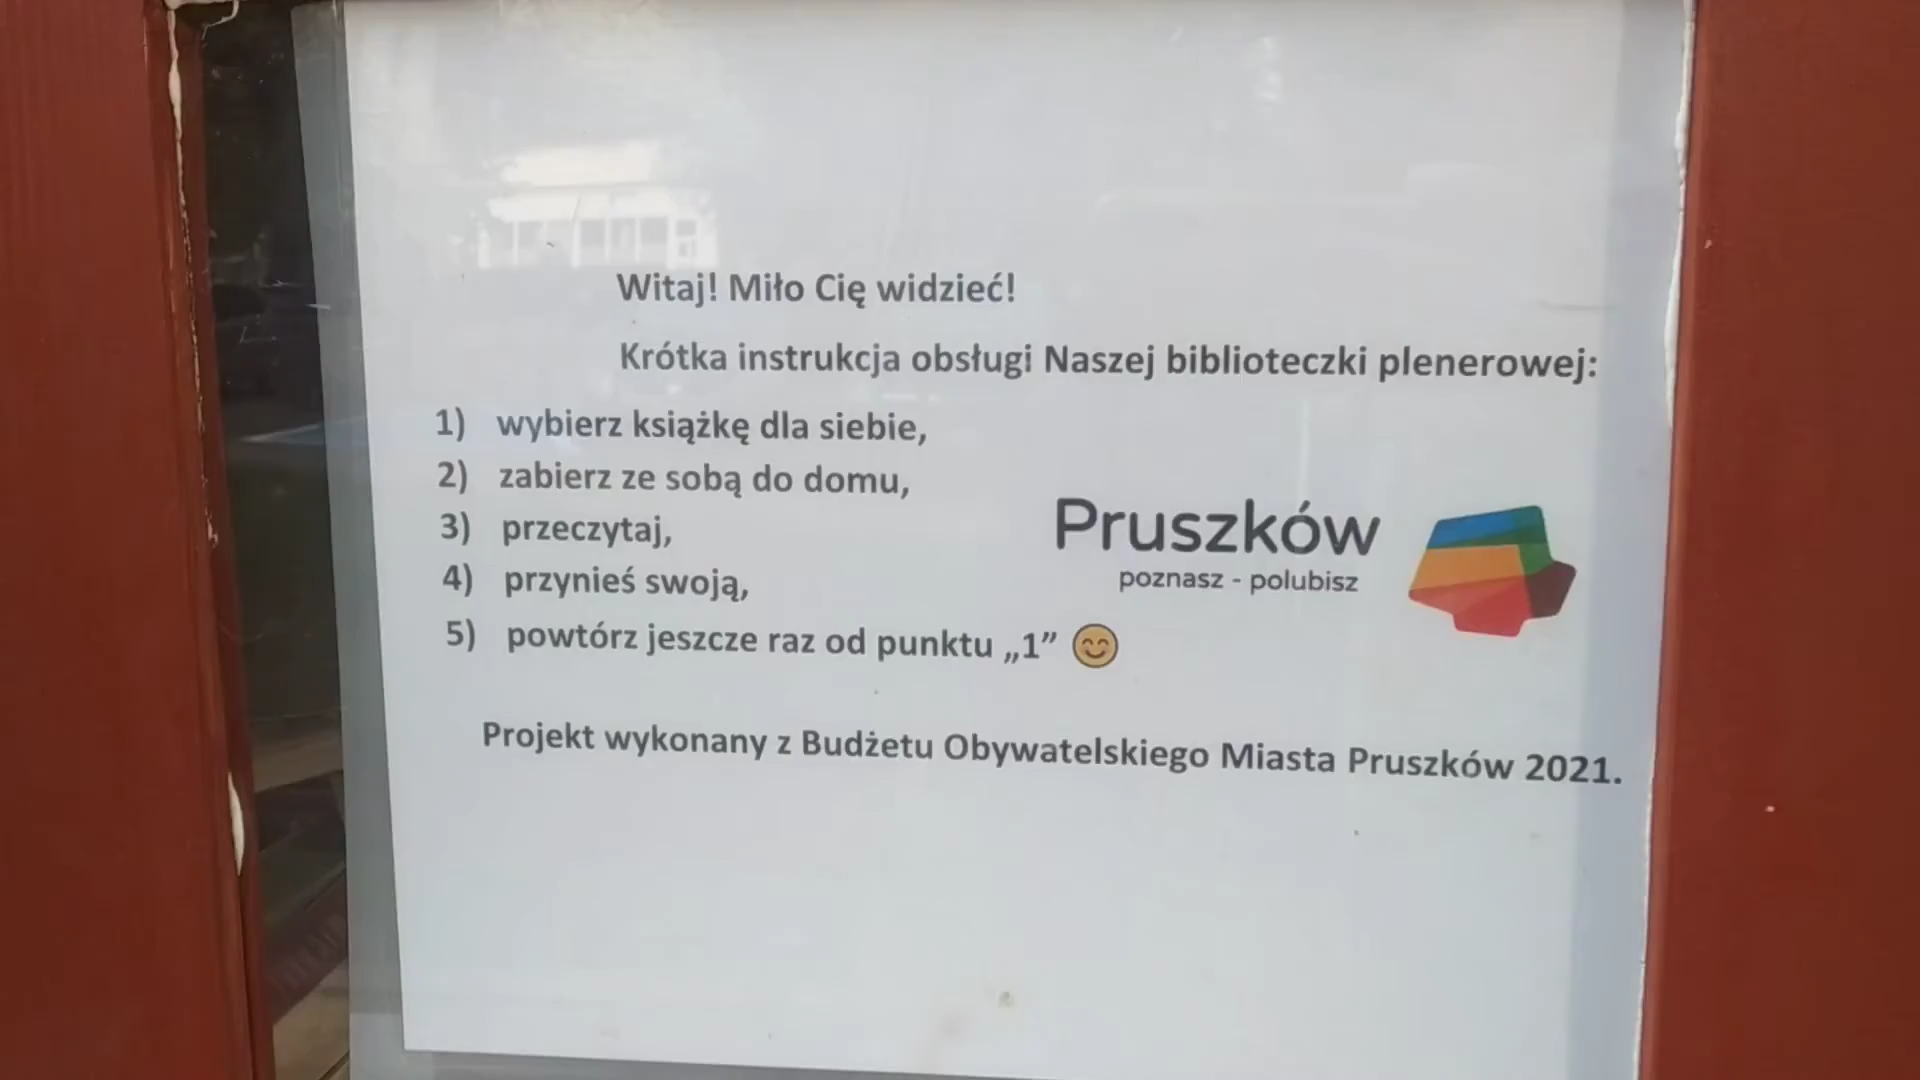 Witaj! Miło Cię widzieć!
Krótka instrukcja obsługi Naszej biblioteczki plenerowej:
1) wybierz książkę dla siebie,
2) zabierz ze sobą do domu,
3) przeczytaj,
4) przynieś swoją,
5) powtórz jeszcze raz od punktu „1” 😊
Pruszków
poznasz - polubisz
Projekt wykonany z Budżetu Obywatelskiego Miasta Pruszków 2021.